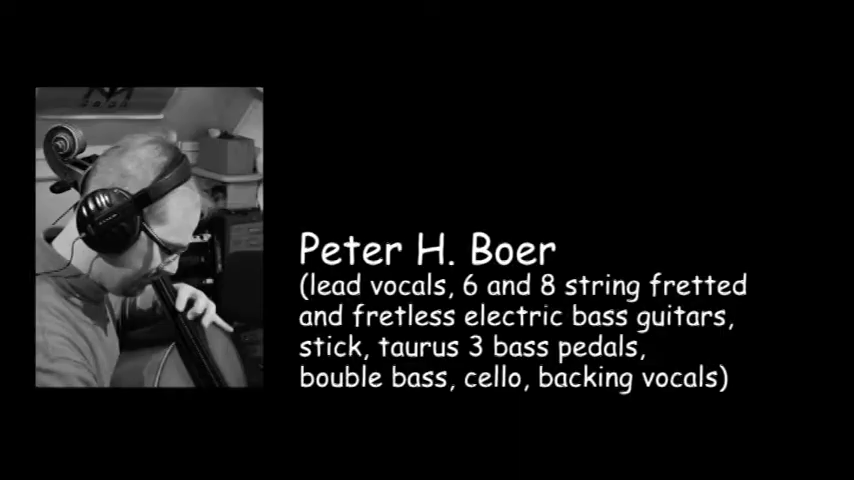 Peter H. Boer
(lead vocals, 6 and 8 string fretted
and fretless electric bass guitars,
stick, taurus 3 bass pedals,
bouble bass, cello, backing vocals)